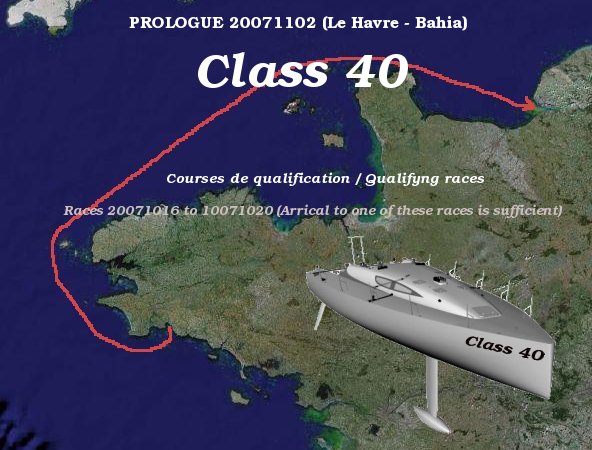 PROLOGUE 20071102 (Le Havre - Bahia)
Class 40
Courses de qualification / Qualifyng races
Races 20071016 to 10071020 (Arrical to one of these races is sufficient)
Class 40